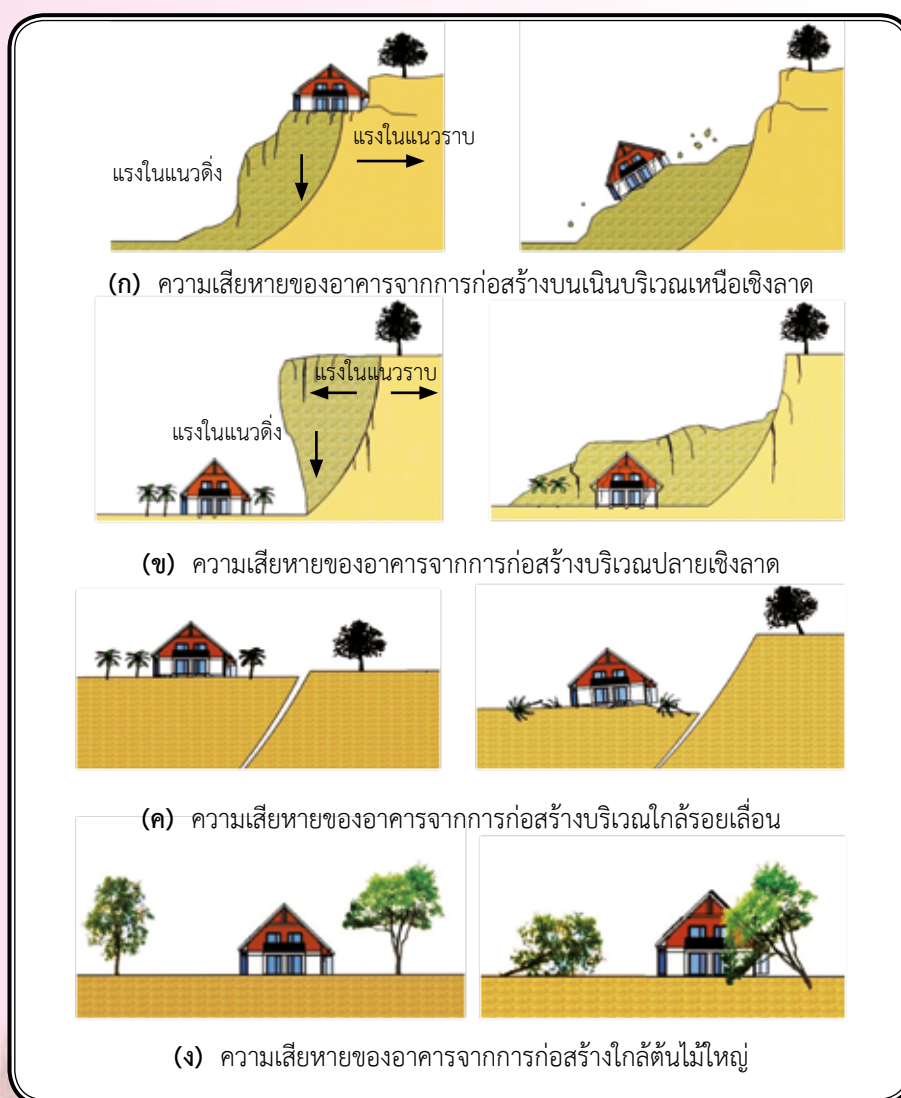 แรงในแนวราบ
แรงในแนวดิ่ง
(ก) ความเสียหายของอาคารจากการก่อสร้างบนเนินบริเวณเหนือเชิงลาด
แรงในแนวราบ
แรงในแนวดิ่ง
(ข) ความเสียหายของอาคารจากการก่อสร้างบริเวณปลายเชิงลาด
(ค) ความเสียหายของอาคารจากการก่อสร้างบริเวณใกล้รอยเลื่อน
(ง) ความเสียหายของอาคารจากการก่อสร้างใกล้ต้นไม้ใหญ่